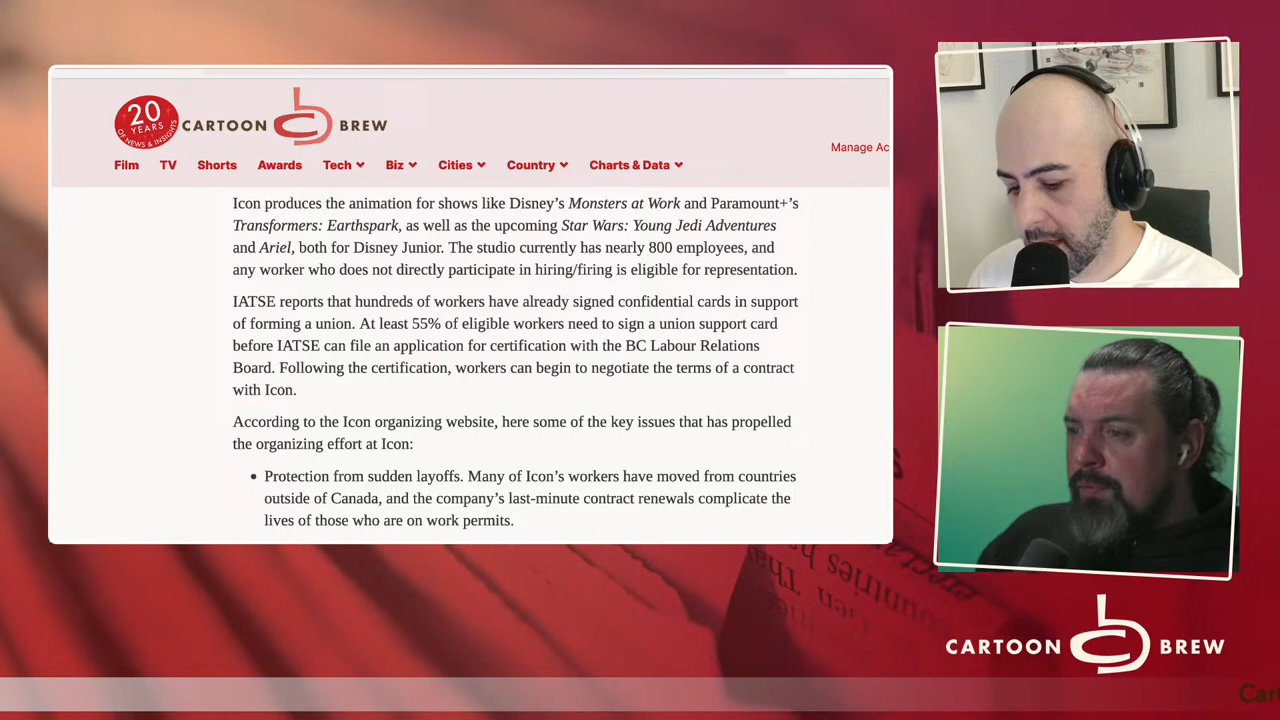 20
YEARS
OF NEWS & INSIGHTS
CARTOON BREW
Manage Ac
Film TV Shorts Awards Tech Biz Cities Country Charts & Data
Icon produces the animation for shows like Disney’s Monsters at Work and Paramount+’s
Transformers: Earthspark, as well as the upcoming Star Wars: Young Jedi Adventures
and Ariel, both for Disney Junior. The studio currently has nearly 800 employees, and
any worker who does not directly participate in hiring/firing is eligible for representation.
IATSE reports that hundreds of workers have already signed confidential cards in support
of forming a union. At least 55% of eligible workers need to sign a union support card
before IATSE can file an application for certification with the BC Labour Relations
Board. Following the certification, workers can begin to negotiate the terms of a contract
with Icon.
According to the Icon organizing website, here some of the key issues that has propelled
the organizing effort at Icon:
• Protection from sudden layoffs. Many of Icon’s workers have moved from countries
outside of Canada, and the company’s last-minute contract renewals complicate the
lives of those who are on work permits.
CARTOON BREW